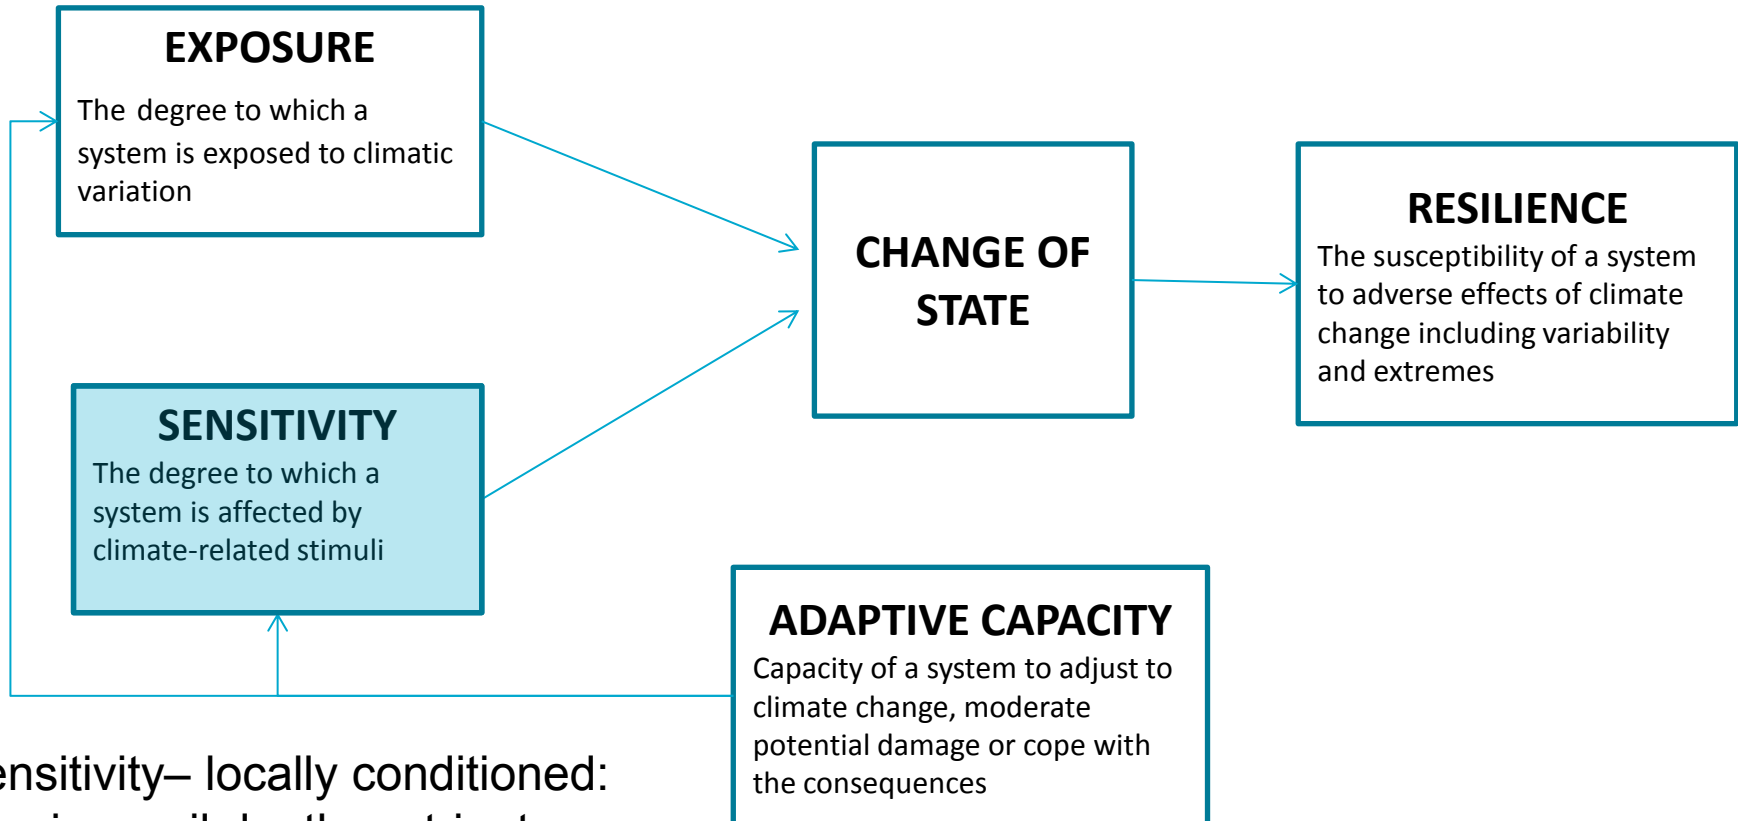 EXPOSURE
The degree to which a
system is exposed to climatic
variation
SENSITIVITY
The degree to which a
system is affected by
climate-related stimuli
CHANGE OF
STATE
RESILIENCE
The susceptibility of a system
to adverse effects of climate
change including variability
and extremes
ADAPTIVE CAPACITY
Capacity of a system to adjust to
climate change, moderate
potential damage or cope with
the consequences
ensitivity– locally conditioned: